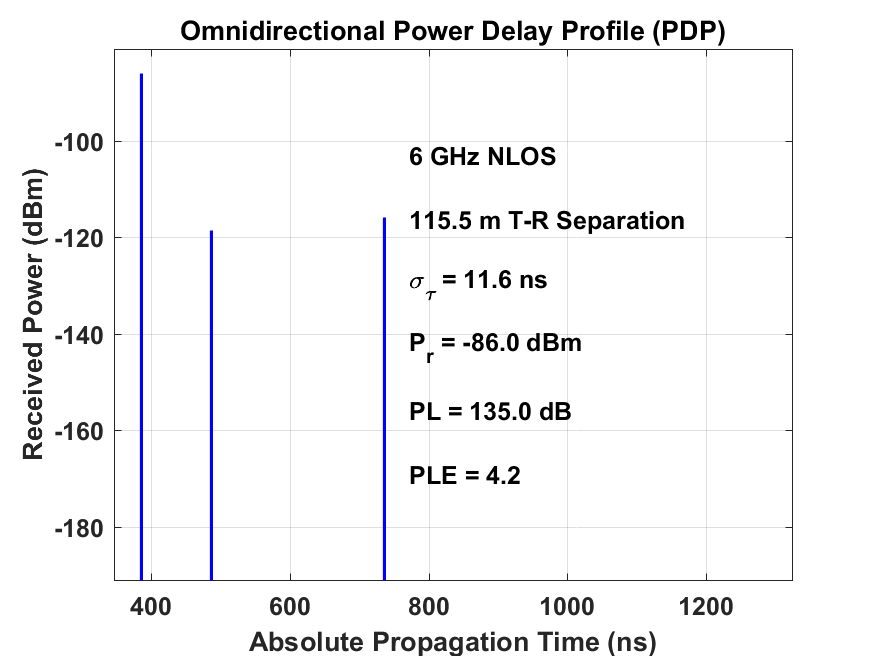 Omnidirectional Power Delay Profile (PDP)
Received Power (dBm)
-100
-120
-140
-160
-180
6 GHz NLOS
115.5 m T-R Separation
σ_τ = 11.6 ns
P_r = -86.0 dBm
PL = 135.0 dB
PLE = 4.2
400 600 800 1000 1200
Absolute Propagation Time (ns)